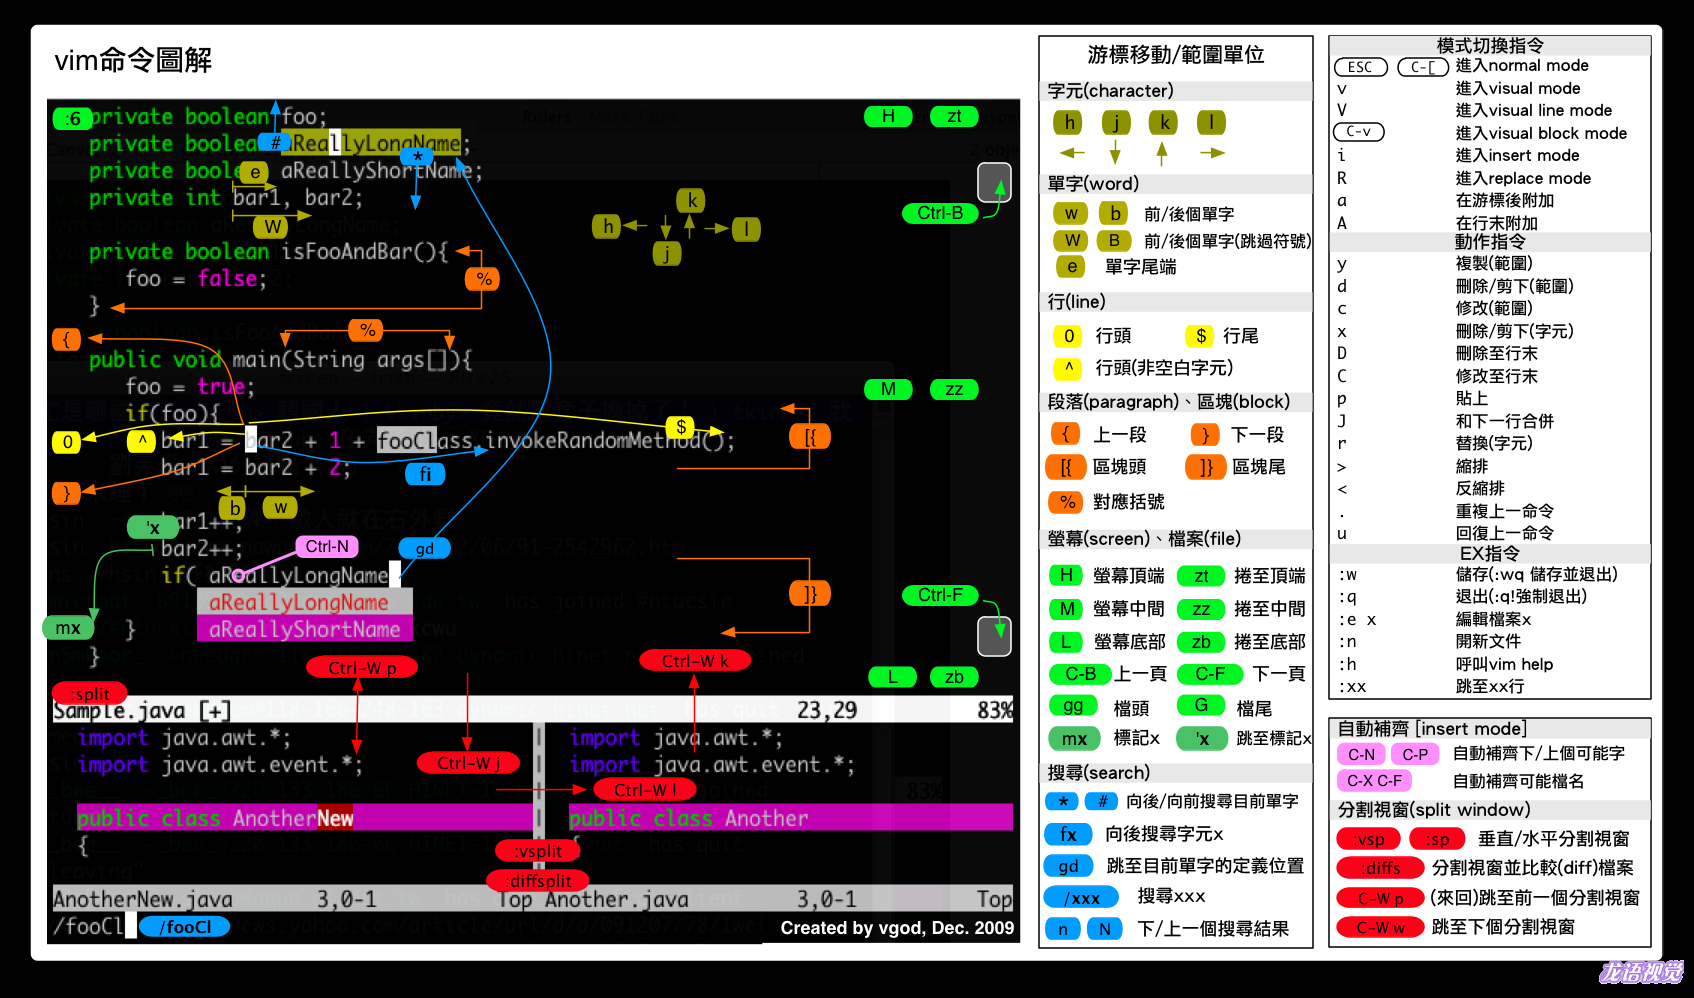 vim命令圖解
:6
private boolean foo;
H
zt
#
private boolea aReallyLongName;
*
e
private boole aReallyShortName;
private int bar1, bar2;
W
k
h
l
j
Ctrl-B
private boolean isFooAndBar(){
foo = false;
%
}
{
%
public void main(String args[]){
foo = true;
M
zz
if(foo){
0
^
bar1 = bar2 + 1 + fooClass.invokeRandomMethod();
$
[{
bar1 = bar2 + 2;
fi
}
b
w
'x
bar1++;
bar2++;
Ctrl-N
gd
if( aReallyLongName
aReallyLongName
aReallyShortName
]}
Ctrl-F
mx
}
}
Ctrl-W p
Ctrl-W k
L
zb
:split
Sample.java [+] 23,29 83%
import java.awt.*;
import java.awt.event.*;
Ctrl-W j
import java.awt.*;
import java.awt.event.*;
Ctrl-W l
public class AnotherNew
{
public class Another
:vsplit
:diffsplit
AnotherNew.java 3,0-1 Top Another.java 3,0-1 Top
/fooCl
/fooCl
Created by vgod, Dec. 2009
游標移動/範圍單位
字元(character)
h j k l
單字(word)
w b 前/後個單字
W B 前/後個單字(跳過符號)
e 單字尾端
行(line)
0 行頭 $ 行尾
^ 行頭(非空白字元)
段落(paragraph)、區塊(block)
{ 上一段 } 下一段
[{ 區塊頭 ]} 區塊尾
% 對應括號
螢幕(screen)、檔案(file)
H 螢幕頂端 zt 捲至頂端
M 螢幕中間 zz 捲至中間
L 螢幕底部 zb 捲至底部
C-B 上一頁 C-F 下一頁
gg 檔頭 G 檔尾
mx 標記x 'x 跳至標記x
搜尋(search)
* # 向後/向前搜尋目前單字
fx 向後搜尋字元x
gd 跳至目前單字的定義位置
/xxx 搜尋xxx
n N 下/上一個搜尋結果
模式切換指令
ESC C-[ 進入normal mode
v 進入visual mode
V 進入visual line mode
C-v 進入visual block mode
i 進入insert mode
R 進入replace mode
a 在游標後附加
A 在行末附加
動作指令
y 複製(範圍)
d 刪除/剪下(範圍)
c 修改(範圍)
x 刪除/剪下(字元)
D 刪除至行末
C 修改至行末
p 貼上
J 和下一行合併
r 替換(字元)
> 縮排
< 反縮排
. 重複上一命令
u 回復上一命令
EX指令
:w 儲存(:wq 儲存並退出)
:q 退出(:q!強制退出)
:e x 編輯檔案x
:n 開新文件
:h 呼叫vim help
:xx 跳至xx行
自動補齊 [insert mode]
C-N C-P 自動補齊下/上個可能字
C-X C-F 自動補齊可能檔名
分割視窗(split window)
:vsp :sp 垂直/水平分割視窗
:diffs 分割視窗並比較(diff)檔案
C-W p (來回)跳至前一個分割視窗
C-W w 跳至下個分割視窗
龙语视觉